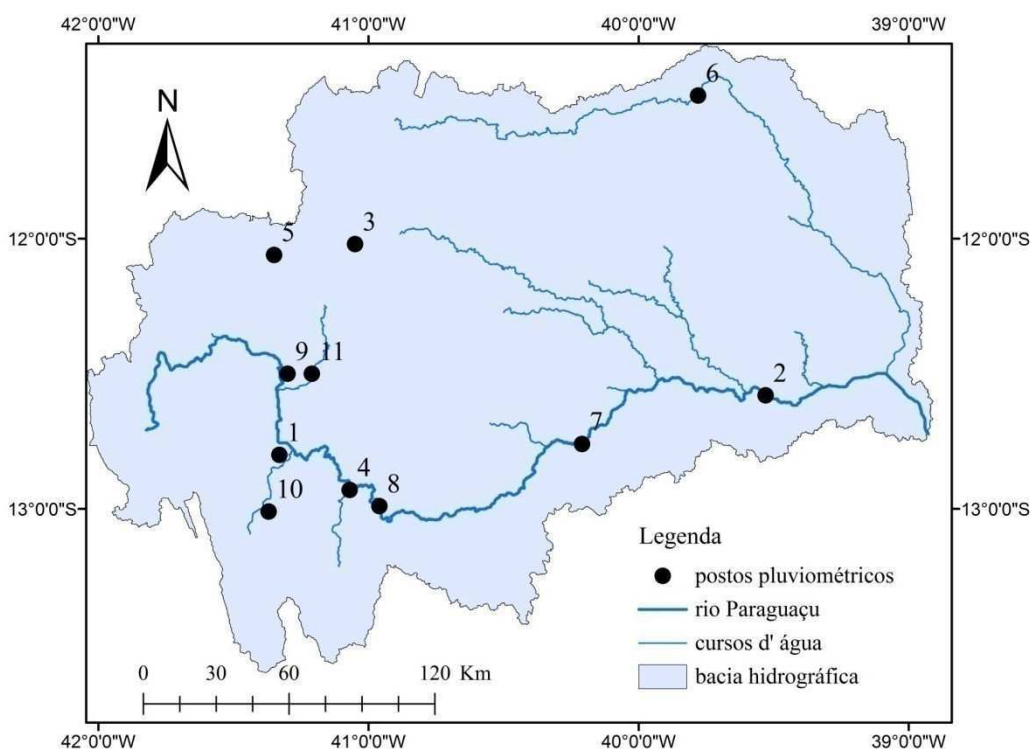 42°0'0"W 41°0'0"W 40°0'0"W 39°0'0"W
N
6
12°0'0"S 12°0'0"S
5 3
9 11
2
1 7
10 4 8
13°0'0"S 13°0'0"S
Legenda
postos pluviométricos
rio Paraguaçu
cursos d' água
bacia hidrográfica
0 30 60 120 Km
42°0'0"W 41°0'0"W 40°0'0"W 39°0'0"W